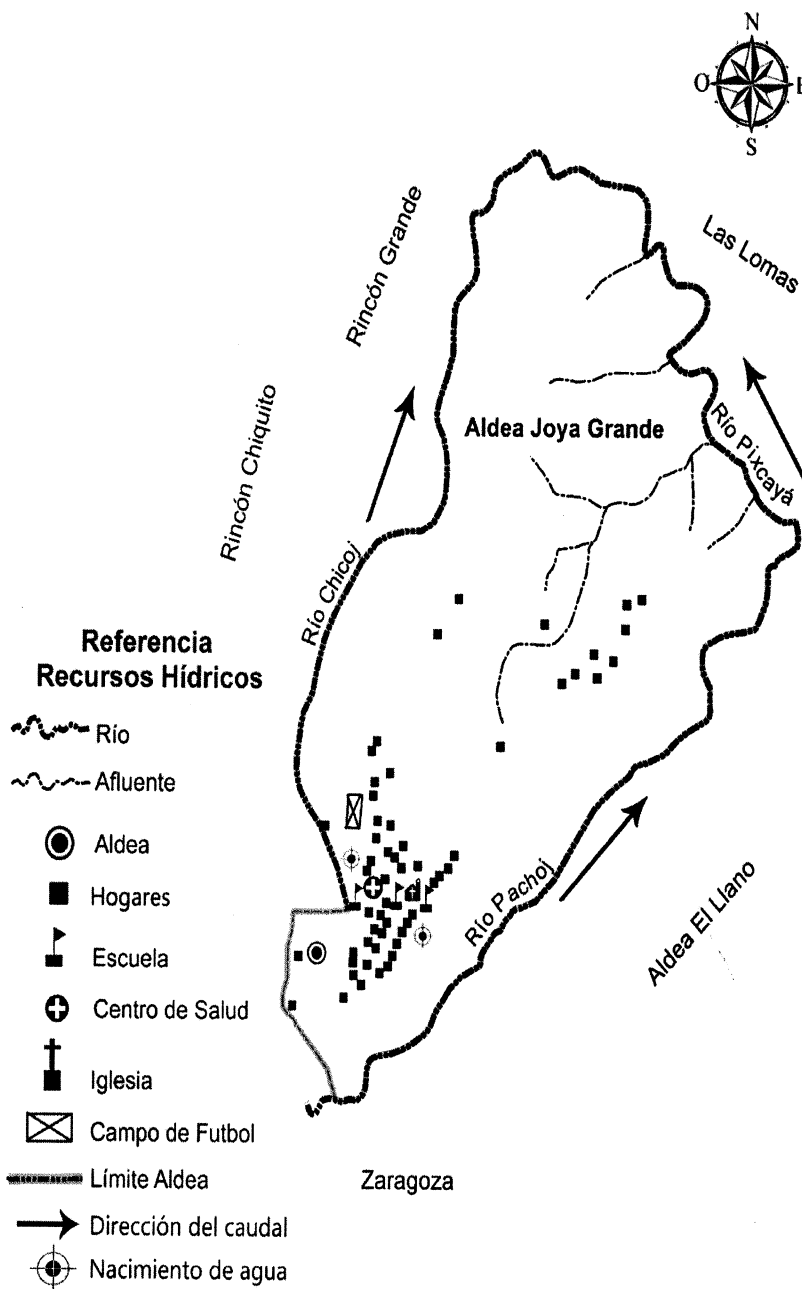 N
O
E
S
Las Lomas
Rincón Grande
Rincón Chiquito
Aldea Joya Grande
Río Pixcayá
Río Chicoj
Río Pachoj
Aldea El Llano
Zaragoza
Referencia
Recursos Hídricos
Río
Afluente
Aldea
Hogares
Escuela
Centro de Salud
Iglesia
Campo de Futbol
Límite Aldea
Dirección del caudal
Nacimiento de agua